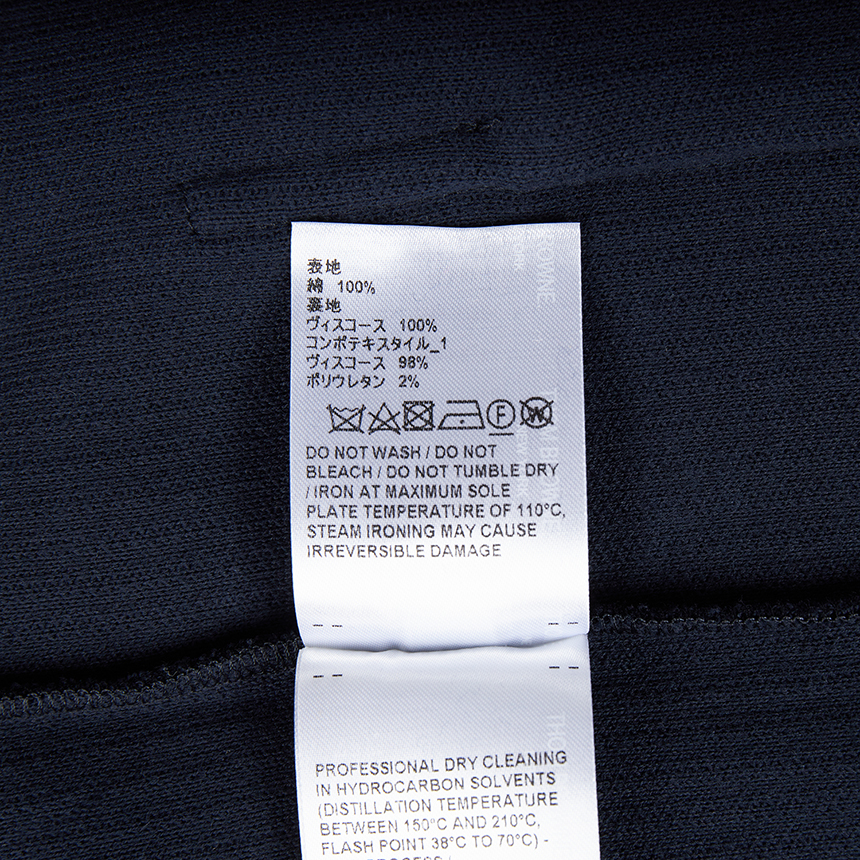 表地
綿 100%
裏地
ヴィスコース 100%
コンポテキスタイル_1
ヴィスコース 98%
ポリウレタン 2%
F W
DO NOT WASH / DO NOT
BLEACH / DO NOT TUMBLE DRY
/ IRON AT MAXIMUM SOLE
PLATE TEMPERATURE OF 110°C,
STEAM IRONING MAY CAUSE
IRREVERSIBLE DAMAGE
PROFESSIONAL DRY CLEANING
IN HYDROCARBON SOLVENTS
(DISTILLATION TEMPERATURE
BETWEEN 150°C AND 210°C,
FLASH POINT 38°C TO 70°C) -